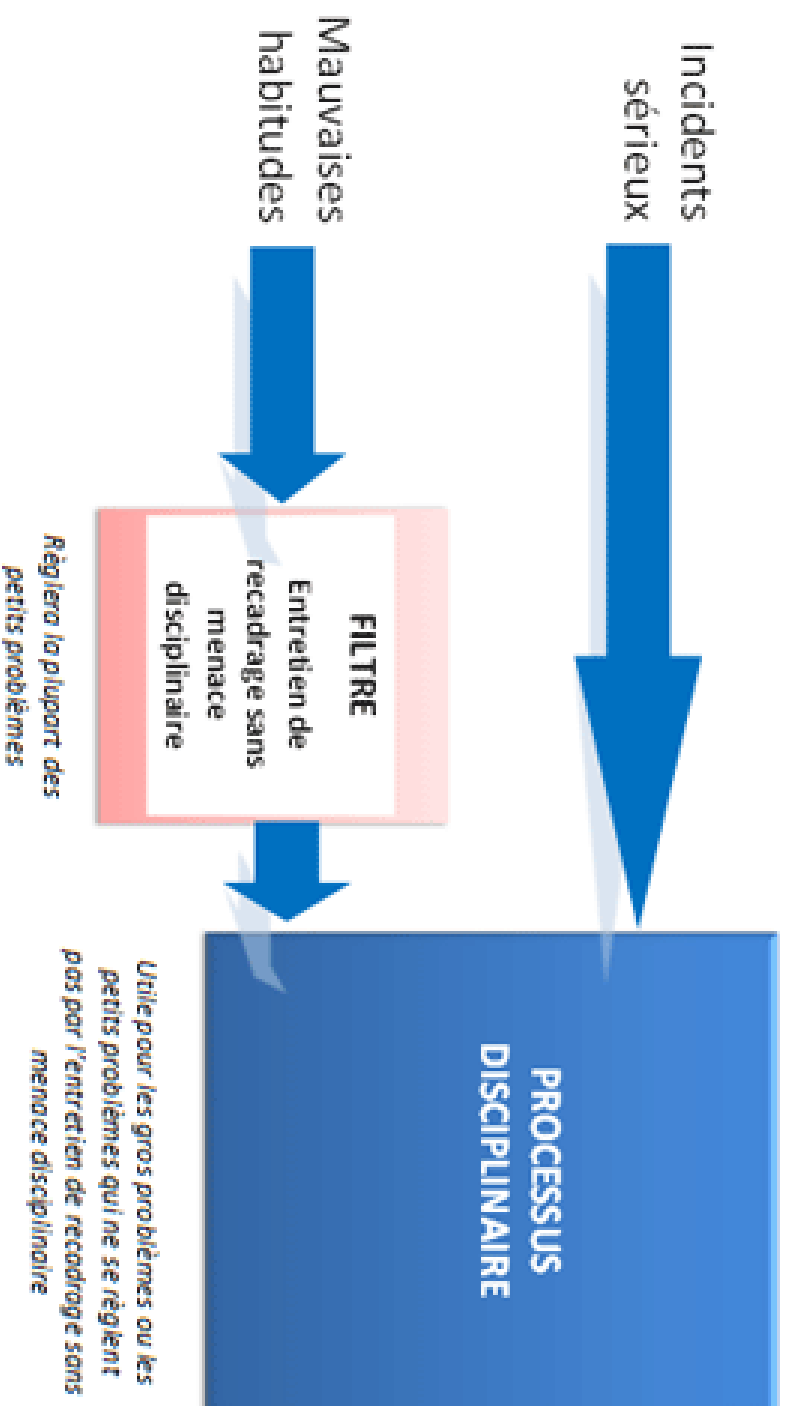 Incidents
sérieux
Mauvaises
habitudes
FILTRE
Entretien de
recadrage sans
menace
disciplinaire
Règlera la plupart des
petits problèmes
PROCESSUS
DISCIPLINAIRE
Utile pour les gros problèmes ou les
petits problèmes qui ne se règlent
pas par l'entretien de recadrage sans
menace disciplinaire